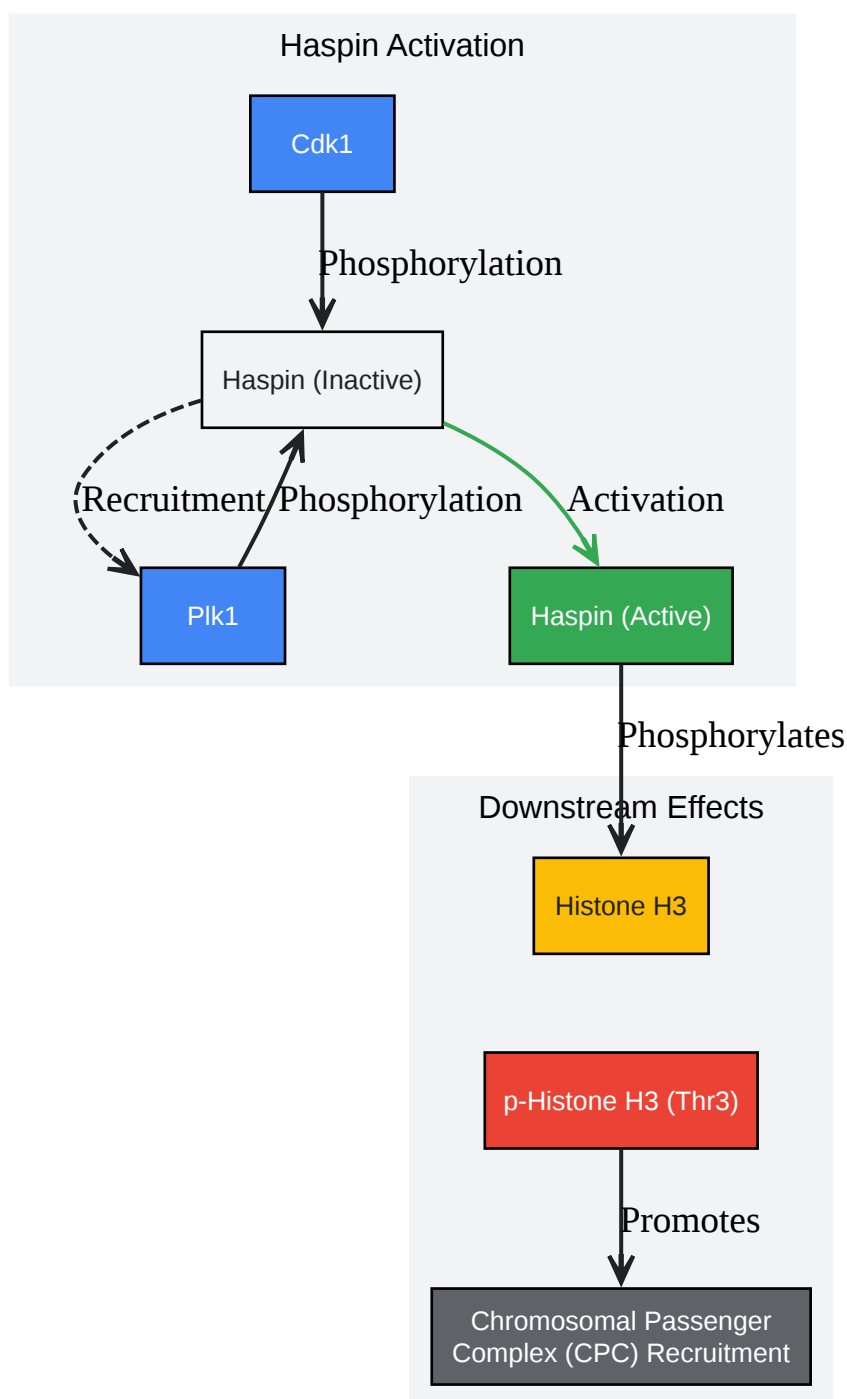 Haspin Activation
Cdk1
Phosphorylation
Haspin (Inactive)
Recruitment
Phosphorylation
Activation
Plk1
Haspin (Active)
Phosphorylates
Downstream Effects
Histone H3
p-Histone H3 (Thr3)
Promotes
Chromosomal Passenger
Complex (CPC) Recruitment